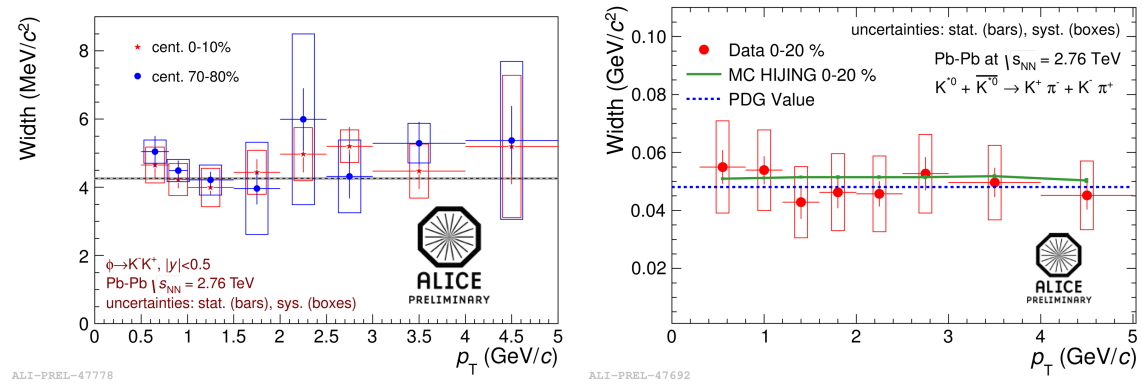 Width (MeV/c²)
8
6
4
2
0
cent. 0-10%
cent. 70-80%
ϕ→K⁻K⁺, |y|<0.5
Pb-Pb √sNN = 2.76 TeV
uncertainties: stat. (bars), sys. (boxes)
ALICE
PRELIMINARY
0 0.5 1 1.5 2 2.5 3 3.5 4 4.5 5
pT (GeV/c)
ALI-PREL-47778
Width (GeV/c²)
0.10
0.08
0.06
0.04
0.02
uncertainties: stat. (bars), syst. (boxes)
Data 0-20 %
MC HIJING 0-20 %
PDG Value
Pb-Pb at √sNN = 2.76 TeV
K*0 + K̅*0 → K⁺ π⁻ + K⁻ π⁺
ALICE
PRELIMINARY
0 1 2 3 4 5
pT (GeV/c)
ALI-PREL-47692